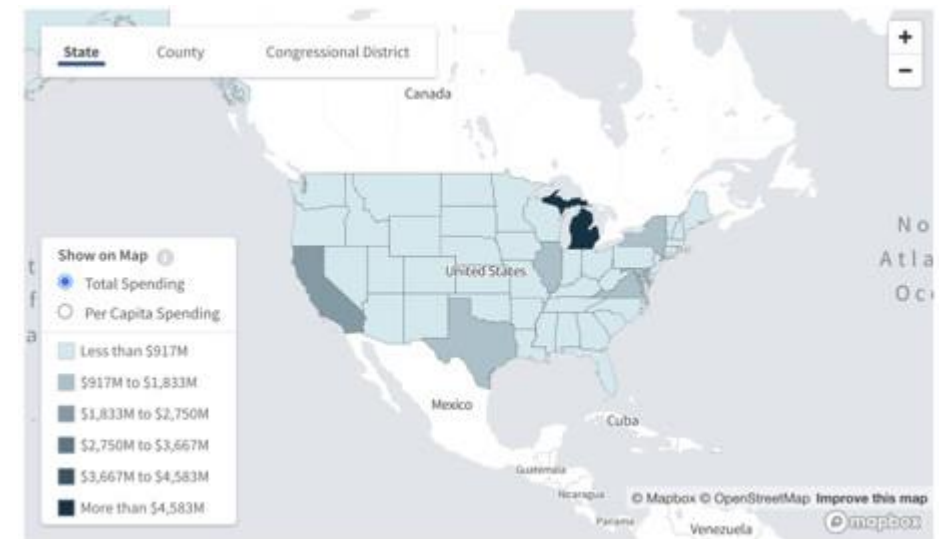 State County Congressional District
Canada
No
Atla
Oc
United States
Show on Map
Total Spending
Per Capita Spending
Less than $917M
$917M to $1,833M
$1,833M to $2,750M
$2,750M to $3,667M
$3,667M to $4,583M
More than $4,583M
t
f
a
Mexico
Cuba
Guatemala
Nicaragua
Panama
Venezuela
© Mapbox © OpenStreetMap Improve this map
mapbox